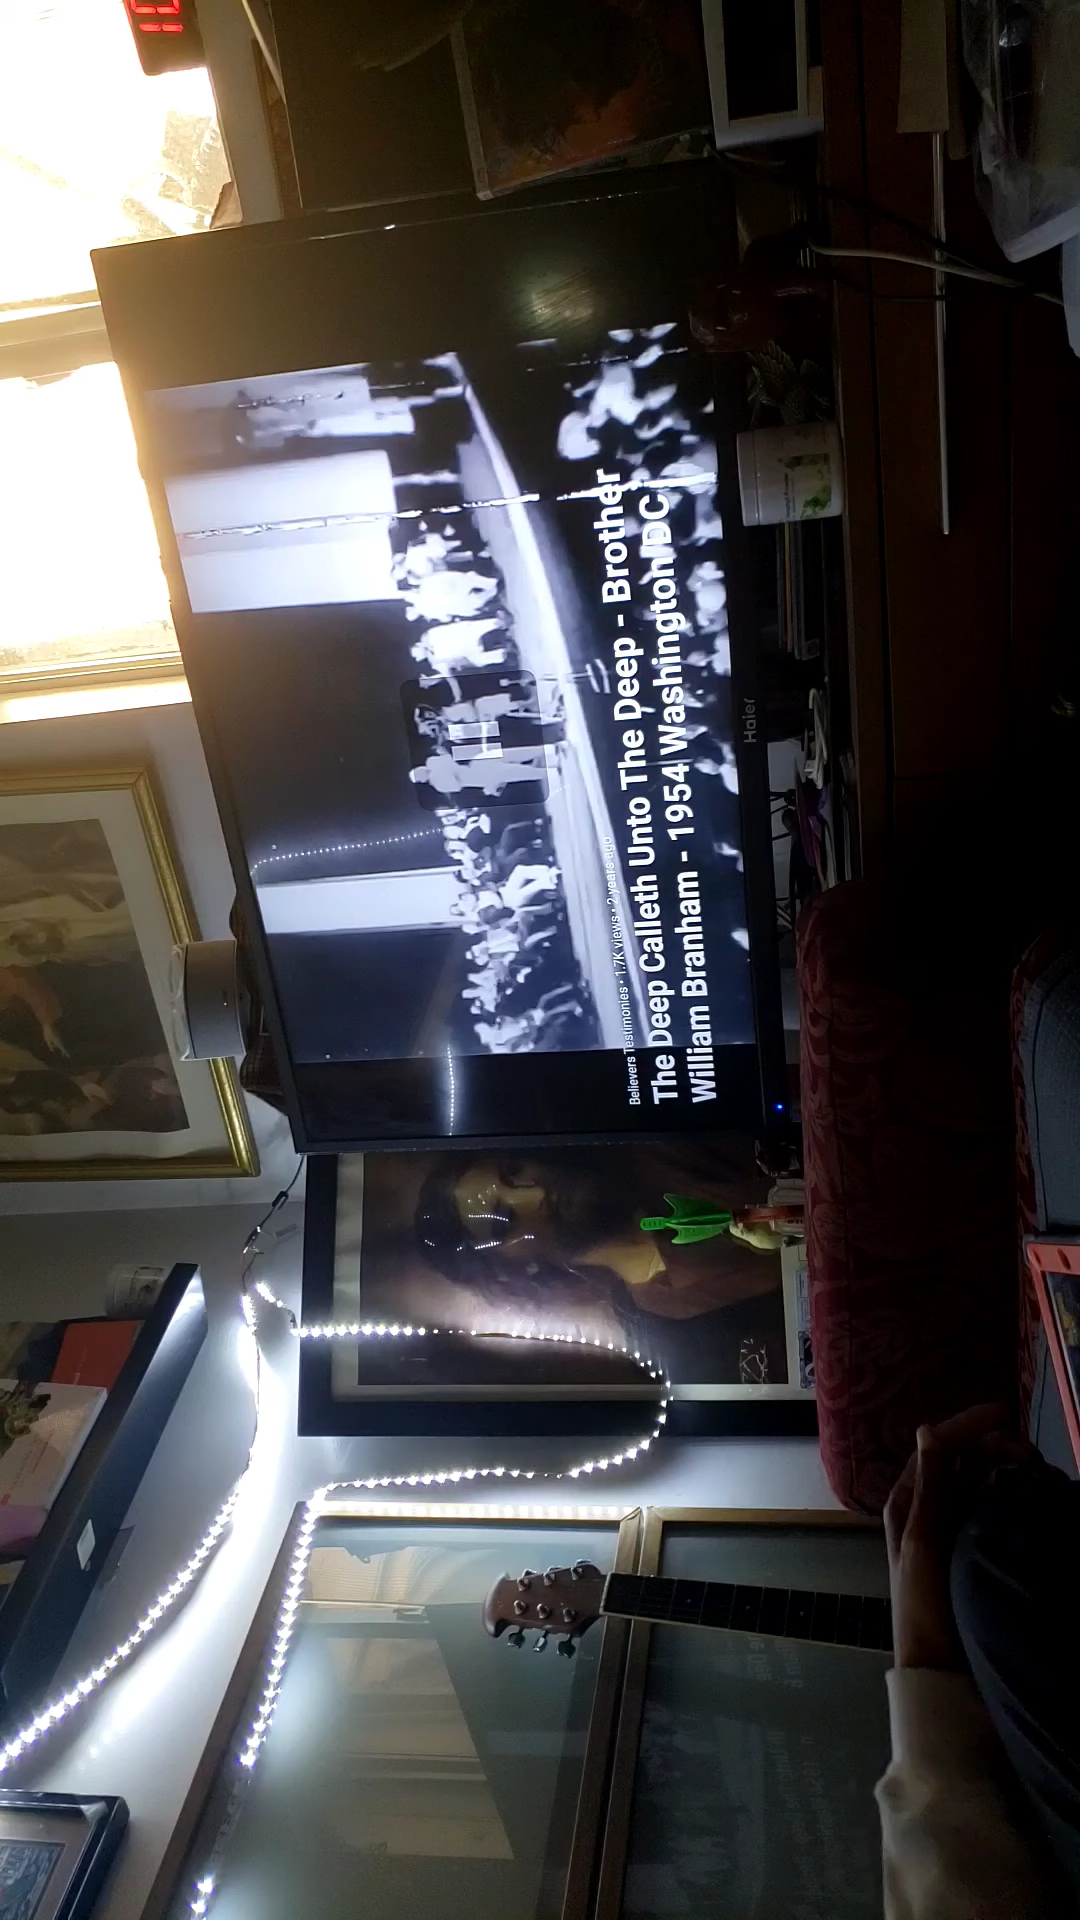 Believers Testimonies • 1.7K views • 2 years ago
The Deep Calleth Unto The Deep - Brother
William Branham - 1954 Washington DC
Haier